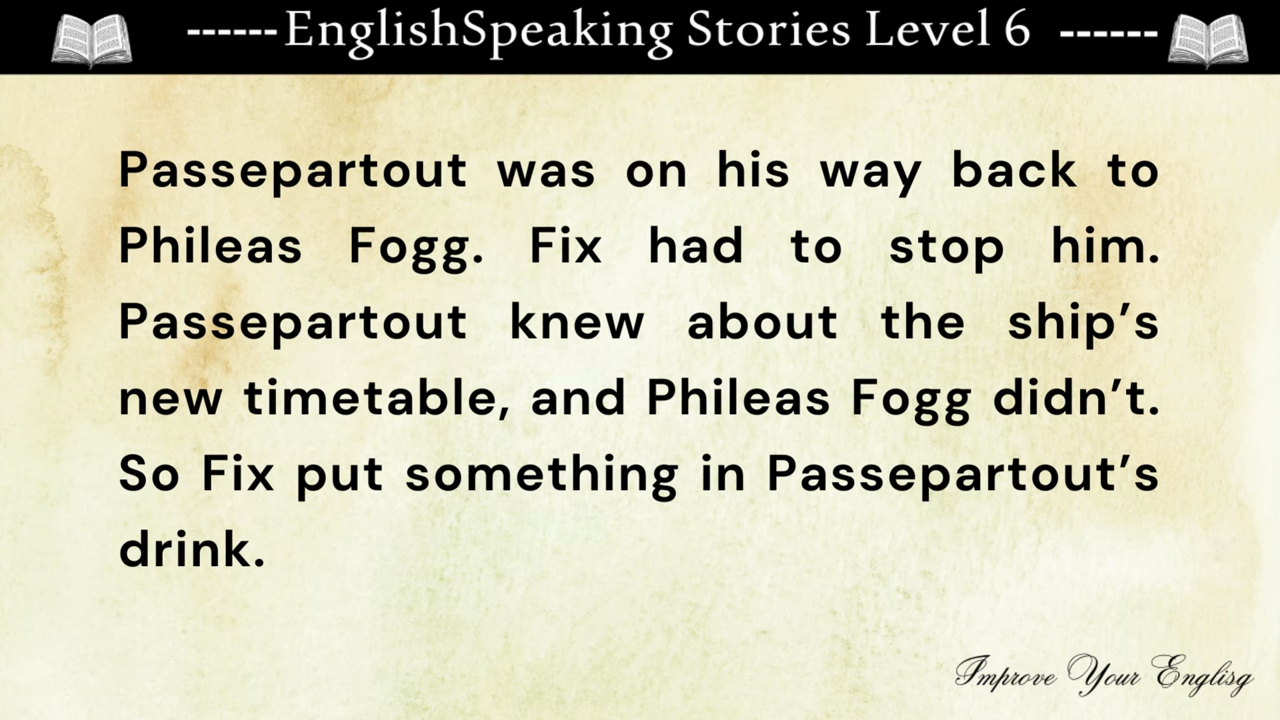 ------EnglishSpeaking Stories Level 6 ------
Passepartout was on his way back to
Phileas Fogg. Fix had to stop him.
Passepartout knew about the ship’s
new timetable, and Phileas Fogg didn’t.
So Fix put something in Passepartout’s
drink.
Improve Your Englisg